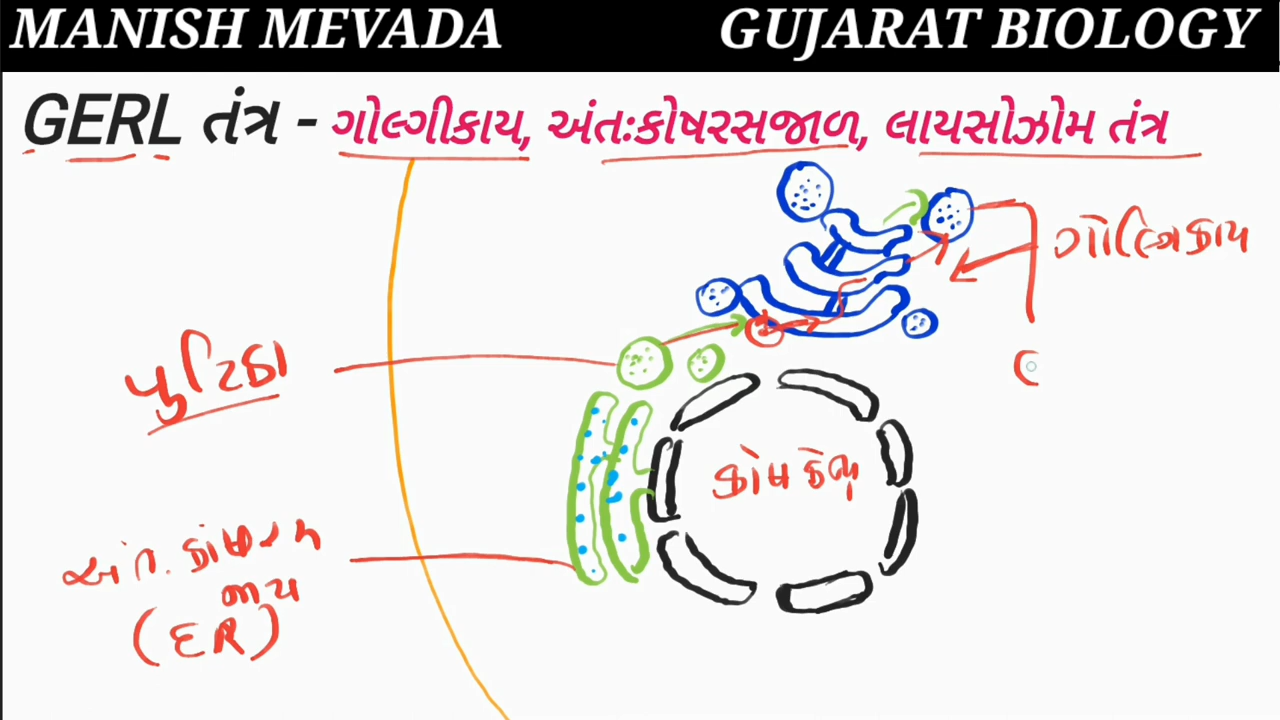 MANISH MEVADA GUJARAT BIOLOGY
GERL તંત્ર - ગોલ્ગીકાય, અંતઃકોષરસજાળ, લાયસોઝોમ તંત્ર
ગોલ્ગિકાય
પુટિકા
કોષકેન્દ્ર
અંત. કોષરસ
જાળ
(ER)